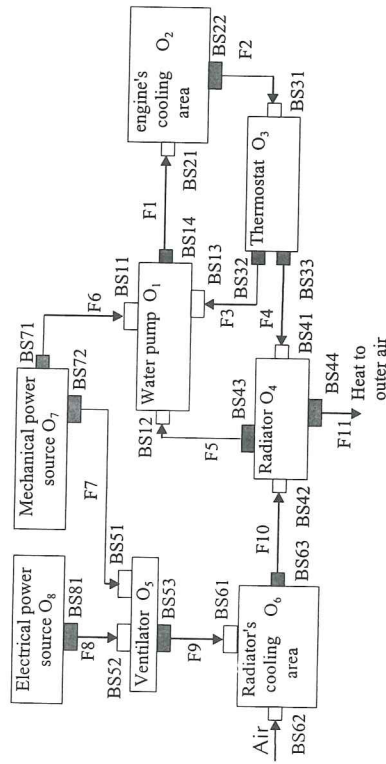 Electrical power
source O₈
BS81
F8
BS52
BS51
Ventilator O₅
BS53
F9
BS61
Radiator's
cooling O₆
area
BS62
Air
BS63
F10
Mechanical power
source O₇
BS71
BS72
F6
F7
BS11
Water pump O₁
BS12
BS13
BS14
F1
F3
F5
BS43
Radiator O₄
BS41
BS42
BS44
F11
Heat to
outer air
O₂
engine's
cooling
area
BS21
BS22
F2
BS31
Thermostat O₃
BS32
BS33
F4